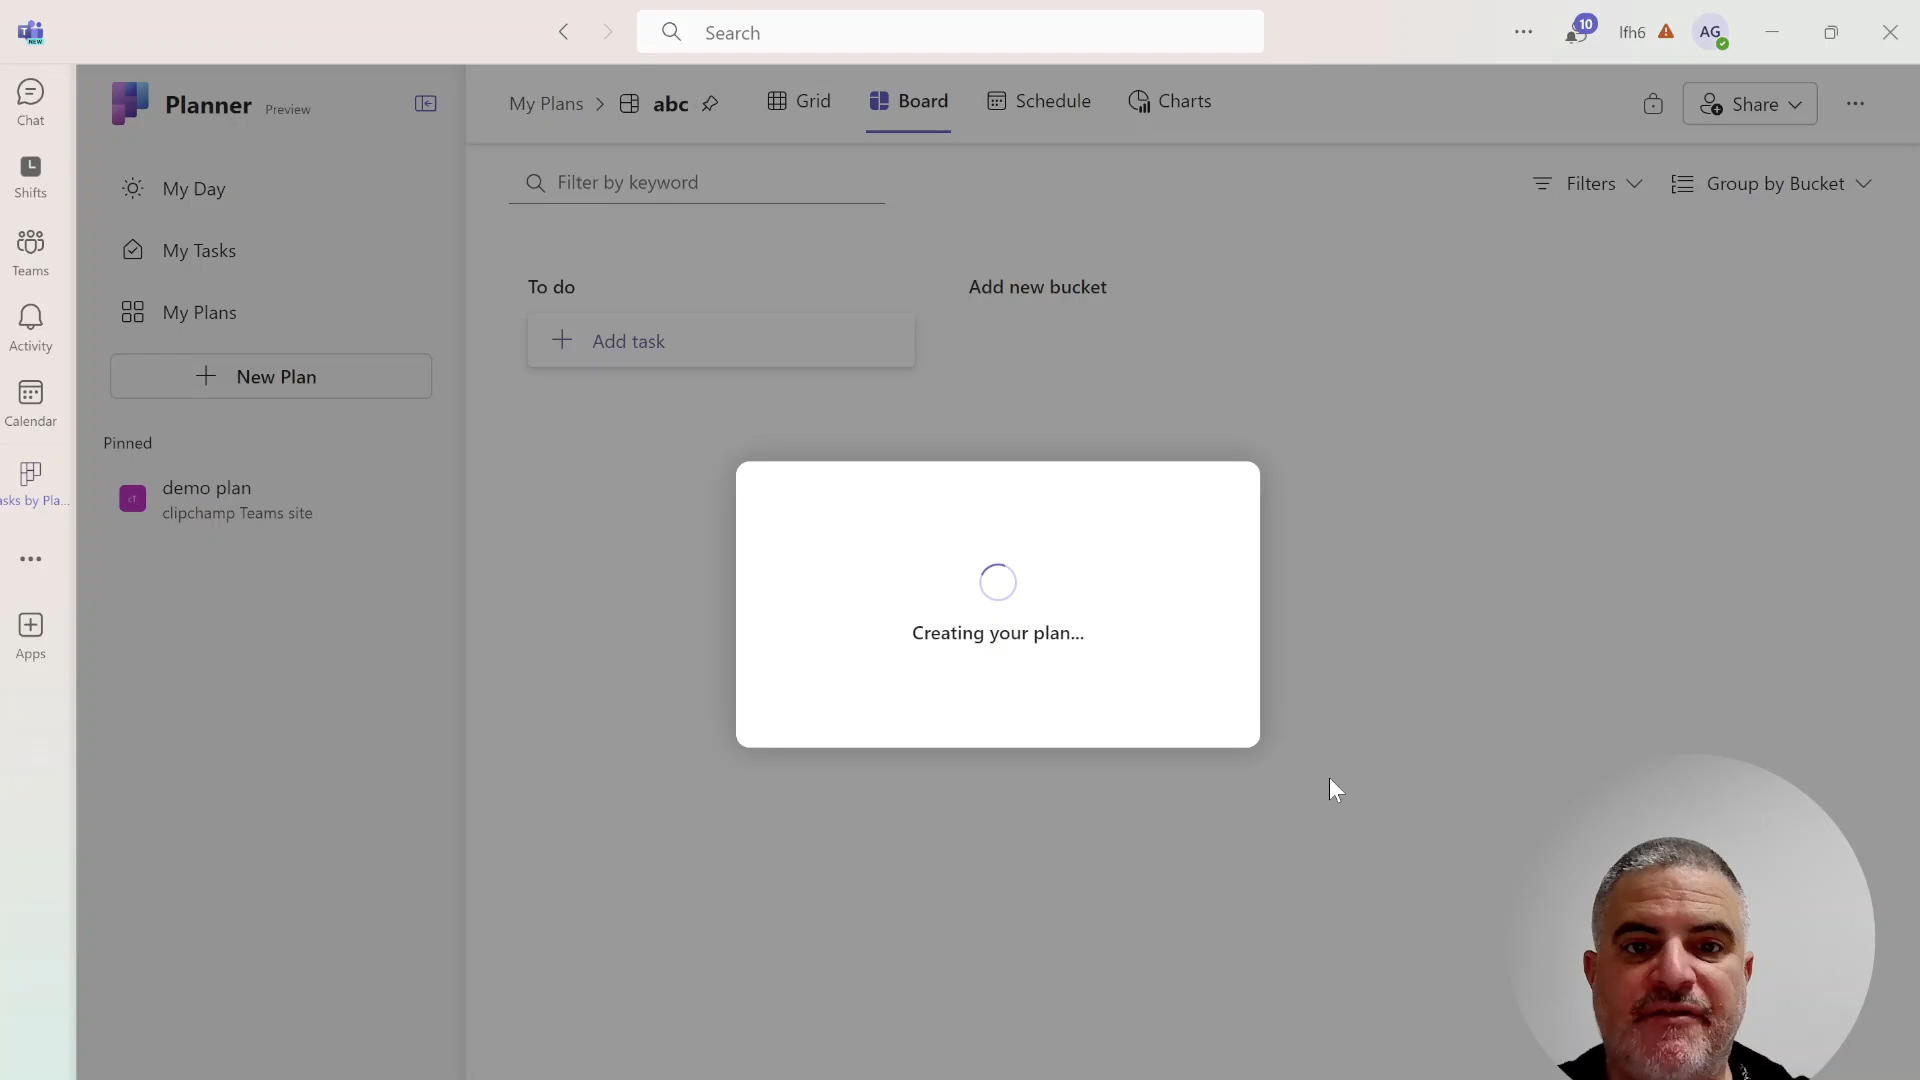 T
NEW
Search
10
lfh6
AG
Chat
Shifts
Teams
Activity
Calendar
asks by Pla...
Apps
Planner Preview
My Day
My Tasks
My Plans
New Plan
Pinned
cT
demo plan
clipchamp Teams site
My Plans > abc
Grid
Board
Schedule
Charts
Share
Filter by keyword
Filters
Group by Bucket
To do
Add new bucket
Add task
Creating your plan...